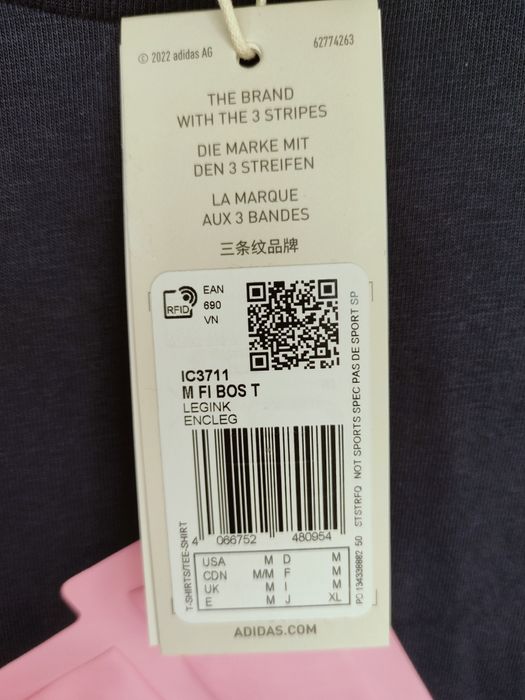 © 2022 adidas AG
62774263
THE BRAND
WITH THE 3 STRIPES
DIE MARKE MIT
DEN 3 STREIFEN
LA MARQUE
AUX 3 BANDES
三条纹品牌
RFID
EAN
690
VN
IC3711
M FI BOS T
LEGINK
ENCLEG
4 066752 480954
USA M D M
CDN M/M F M
UK M I M
E M J XL
T-SHIRTS/TEE-SHIRT
STSTRFQ NOT SPORTS SPEC PAS DE SPORT SP
ADIDAS.COM